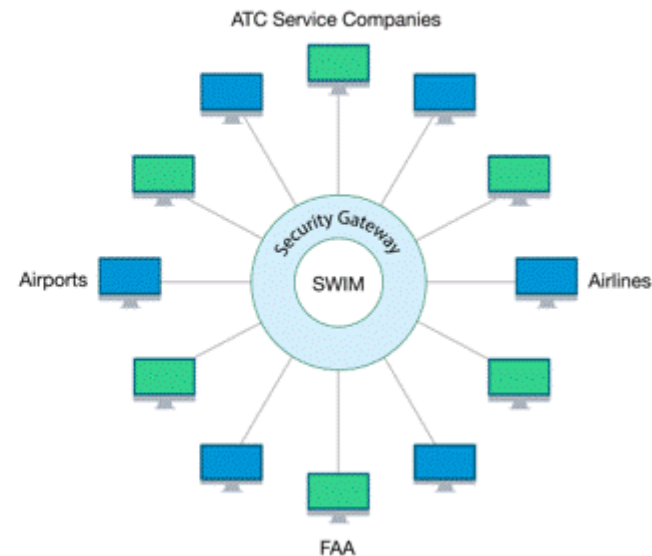 ATC Service Companies
Security Gateway
SWIM
Airports
Airlines
FAA